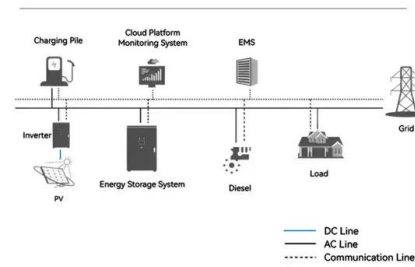 Charging Pile
Cloud Platform
Monitoring System
EMS
Grid
Inverter
PV
Energy Storage System
Diesel
Load
DC Line
AC Line
Communication Line